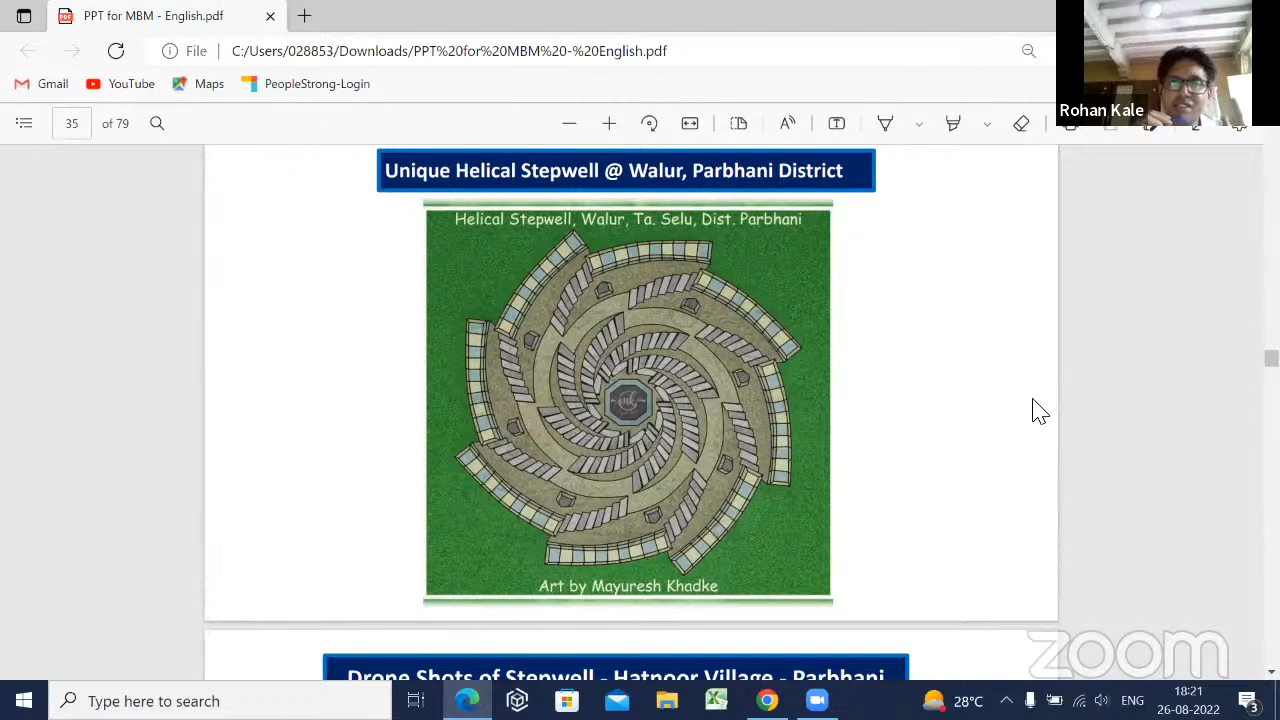 PPT for MBM - English.pdf
File
C:/Users/028853/Downloads/PPT%20for%20MBM%20-%20English.pdf
Gmail
YouTube
Maps
PeopleStrong-Login
35
of 79
Rohan Kale
Unique Helical Stepwell @ Walur, Parbhani District
Helical Stepwell, Walur, Ta. Selu, Dist. Parbhani
Art by Mayuresh Khadke
Drone Shots of Stepwell - Hatnoor Village - Parbhani
zoom
Type here to search
28°C
ENG
18:21
26-08-2022
3